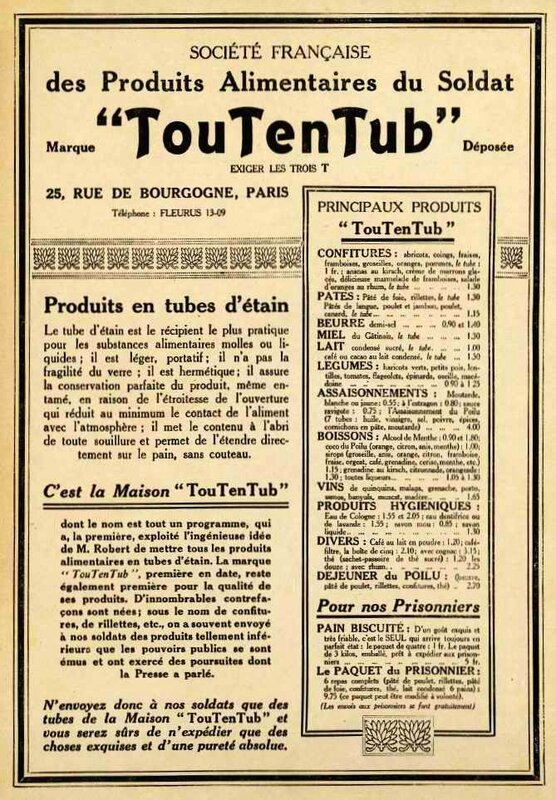 SOCIÉTÉ FRANÇAISE
des Produits Alimentaires du Soldat
Marque "TouTenTub" Déposée
EXIGER LES TROIS T
25, RUE DE BOURGOGNE, PARIS
Téléphone : FLEURUS 13-09
Produits en tubes d'étain
Le tube d'étain est le récipient le plus pratique
pour les substances alimentaires molles ou li-
quides ; il est léger, portatif ; il n'a pas la
fragilité du verre ; il est hermétique ; il assure
la conservation parfaite du produit, même en-
tamé, en raison de l'étroitesse de l'ouverture
qui réduit au minimum le contact de l'aliment
avec l'atmosphère ; il met le contenu à l'abri
de toute souillure et permet de l'étendre direc-
tement sur le pain, sans couteau.
C'est la Maison "TouTenTub"
dont le nom est tout un programme, qui
a, la première, exploité l'ingénieuse idée
de M. Robert de mettre tous les produits
alimentaires en tubes d'étain. La marque
"TouTenTub", première en date, reste
également première pour la qualité de
ses produits. D'innombrables contrefa-
çons sont nées; sous le nom de confitu-
res, de rillettes, etc., on a souvent envoyé
à nos soldats des produits tellement infé-
rieurs que les pouvoirs publics se sont
émus et ont exercé des poursuites dont
la Presse a parlé.
N'envoyez donc à nos soldats que des
tubes de la Maison "TouTenTub" et
vous serez sûrs de n'expédier que des
choses exquises et d'une pureté absolue.
PRINCIPAUX PRODUITS
"TouTenTub"
CONFITURES : abricots, coings, fraises,
framboises, groseilles, oranges, pommes, le tube :
1 fr. ; ananas au kirsch, crème de marrons gla-
cés, délicieuse marmelade de framboises, salade
d'oranges au rhum, le tube ... 1.30
PATES : Pâté de foie, rillettes, le tube 1.30
Pâtés de langue, poulet et jambon, poulet,
canard, le tube ... 1.15
BEURRE demi-sel ... 0.90 et 1.40
MIEL du Gâtinais, le tube ... 1.30
LAIT condensé sucré, le tube ... 1.00
café ou cacao au lait condensé, le tube ... 1.30
LEGUMES : haricots verts, petits pois, len-
tilles, tomates, flageolets, épinards, oseille, macé-
doine ... 0.90 à 1.25
ASSAISONNEMENTS : Moutarde,
blanche ou jaune : 0.55; à l'estragon : 0.80; sauce
ravigote : 0.75 ; l'Assaisonnement du Poilu
(7 tubes : huile, vinaigre, sel, poivre, épices,
cornichons en pâte, moutarde) ... 4.00
BOISSONS : Alcool de Menthe : 0.90 et 1.80;
coco du Poilu (orange, citron, anis, menthe) : 1.00;
sirops (groseille, anis, orange, citron, framboise,
fraise, orgeat, café, grenadine, cerise, menthe, etc.)
1.15 ; grenadine au kirsch, citronnade, orangeade :
1.30 ; toutes liqueurs... 1.05 à 1.30
VINS de quinquina, malaga, grenache, porto,
samos, banyuls, muscat, madère... 1.65
PRODUITS HYGIENIQUES :
Eau de Cologne : 1.55 et 2.05; eau dentifrice ou
de lavande : 1.55 ; savon mou : 0.85 ; savon
liquide... 1.30
DIVERS : Café au lait en poudre : 1.20; café-
filtre, la boîte de cinq : 2.10; avec cognac : 3.15;
thé (sachet-passoire de thé sucré) : 1.20 les
douze ; avec rhum... 2.25
DEJEUNER du POILU : (beurre,
pâté de poulet, rillettes, confitures, thé) ... 2.70
Pour nos Prisonniers
PAIN BISCUITÉ : D'un goût exquis et
très friable, c'est le SEUL qui arrive toujours en
parfait état : le paquet de quatre : 1 fr. Le paquet
de 3 kilos, emballé, prêt à expédier aux prison-
niers ... 5 fr.
Le PAQUET du PRISONNIER :
6 repas complets (pâté de poulet, rillettes, pâté
de foie, confitures, thé, lait condensé 6 pains) :
9.75 (ce paquet peut être modifié à volonté).
(Les envois aux prisonniers se font gratuitement)